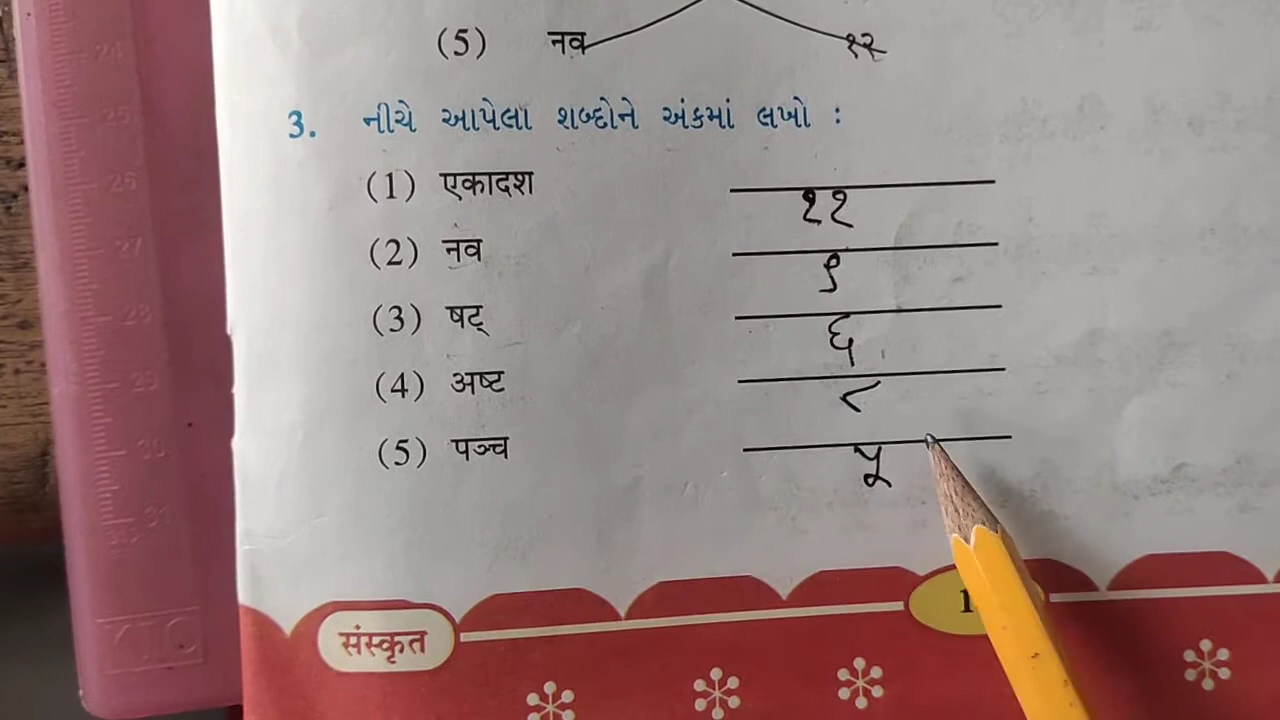 (5) नव १२
3. નીચે આપેલા શબ્દોને અંકમાં લખો :
(1) एकादश ११
(2) नव ९
(3) षट् ६
(4) अष्ट ८
(5) पञ्च ५
संस्कृत